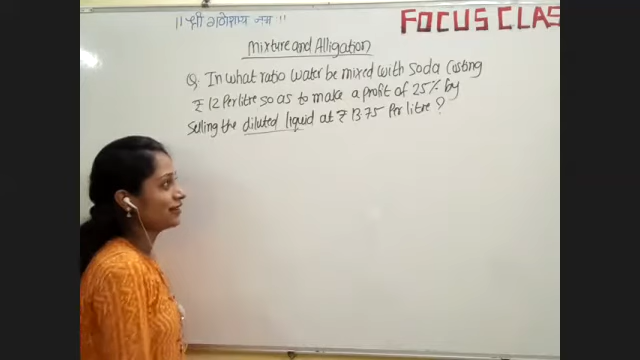 ॥ श्री गणेशाय नमः ॥
FOCUS CLAS
Mixture and Alligation
Q. In what ratio water be mixed with soda costing
₹ 12 Per litre so as to make a profit of 25% by
Selling the diluted liquid at ₹ 13.75 Per litre ?